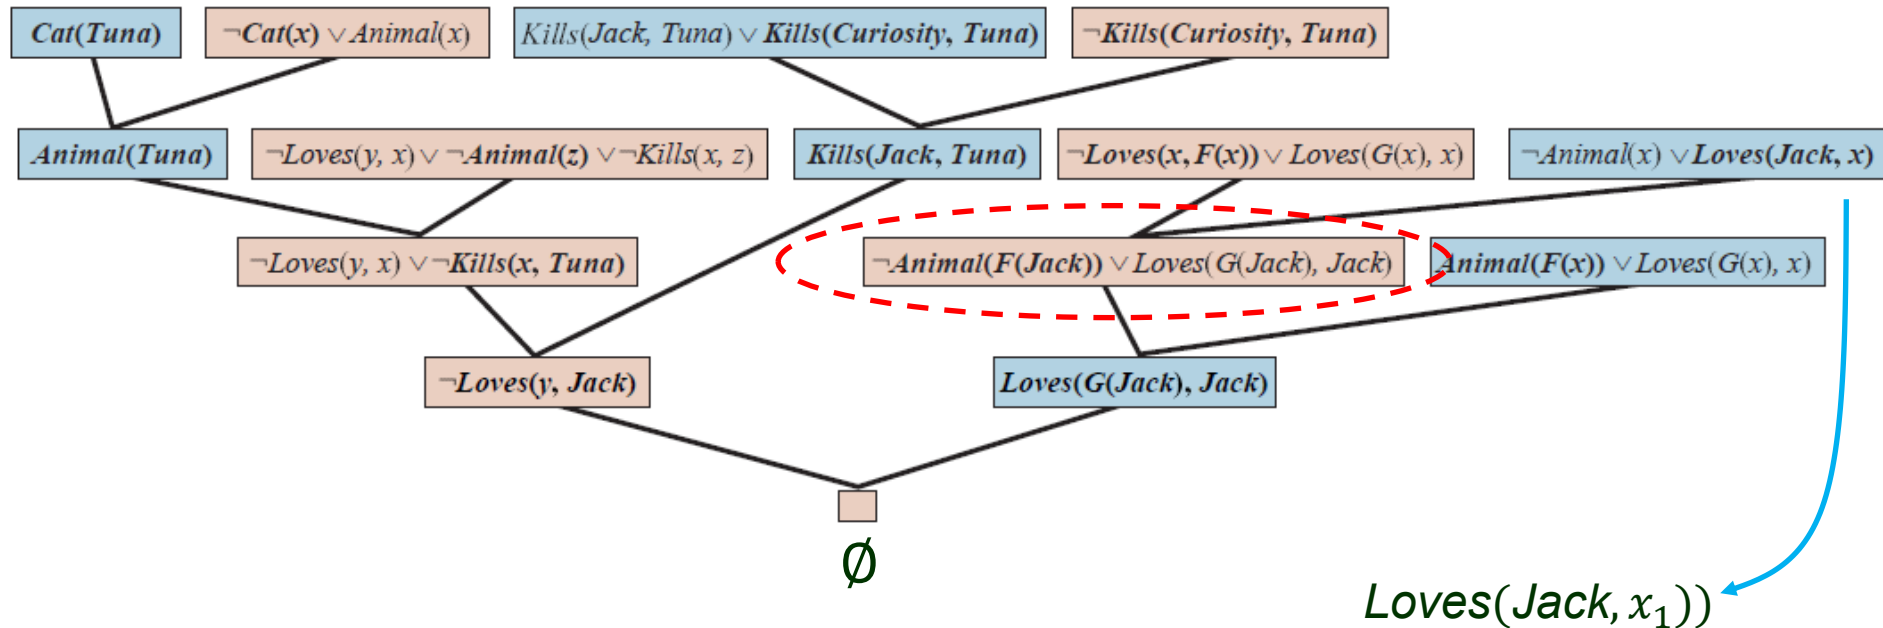 Cat(Tuna) ¬Cat(x) ∨ Animal(x) Kills(Jack, Tuna) ∨ Kills(Curiosity, Tuna) ¬Kills(Curiosity, Tuna)
Animal(Tuna) ¬Loves(y, x) ∨ ¬Animal(z) ∨ ¬Kills(x, z) Kills(Jack, Tuna) ¬Loves(x, F(x)) ∨ Loves(G(x), x) ¬Animal(x) ∨ Loves(Jack, x)
¬Loves(y, x) ∨ ¬Kills(x, Tuna) ¬Animal(F(Jack)) ∨ Loves(G(Jack), Jack) Animal(F(x)) ∨ Loves(G(x), x)
¬Loves(y, Jack) Loves(G(Jack), Jack)
∅
Loves(Jack, x₁))